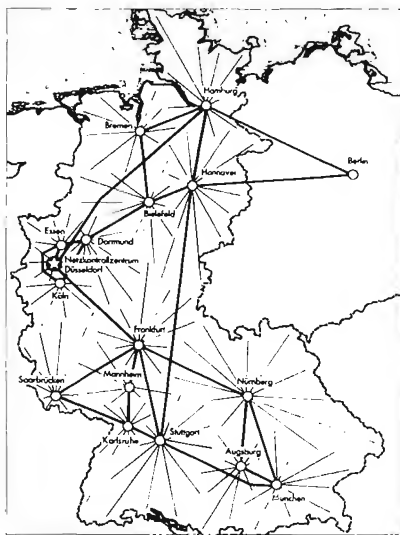 Hamburg
Bremen
Berlin
Hannover
Bielefeld
Essen
Dortmund
Netzkontrollzentrum
Düsseldorf
Köln
Frankfurt
Mannheim
Saarbrücken
Nürnberg
Karlsruhe
Stuttgart
Augsburg
München